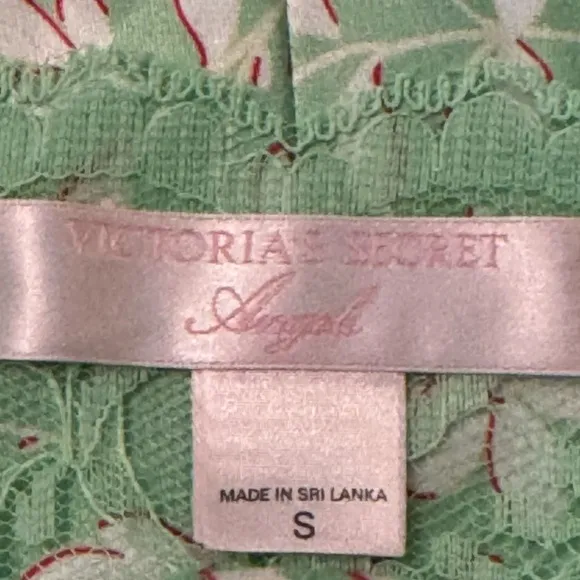 VICTORIA'S SECRET
Angels
MADE IN SRI LANKA
S